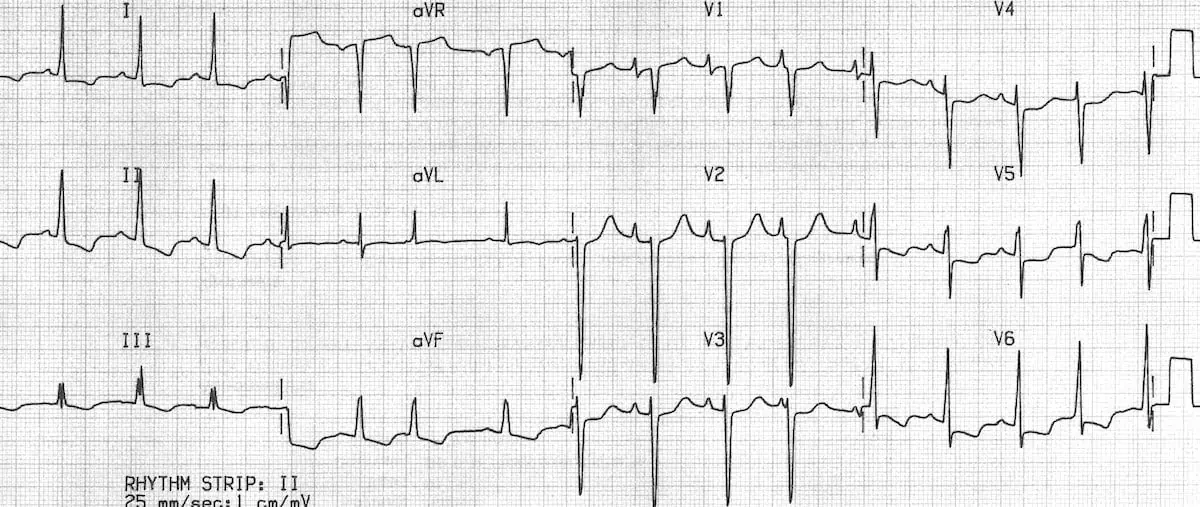 I aVR V1 V4
II aVL V2 V5
III aVF V3 V6
RHYTHM STRIP: II
25 mm/sec; 1 cm/mV